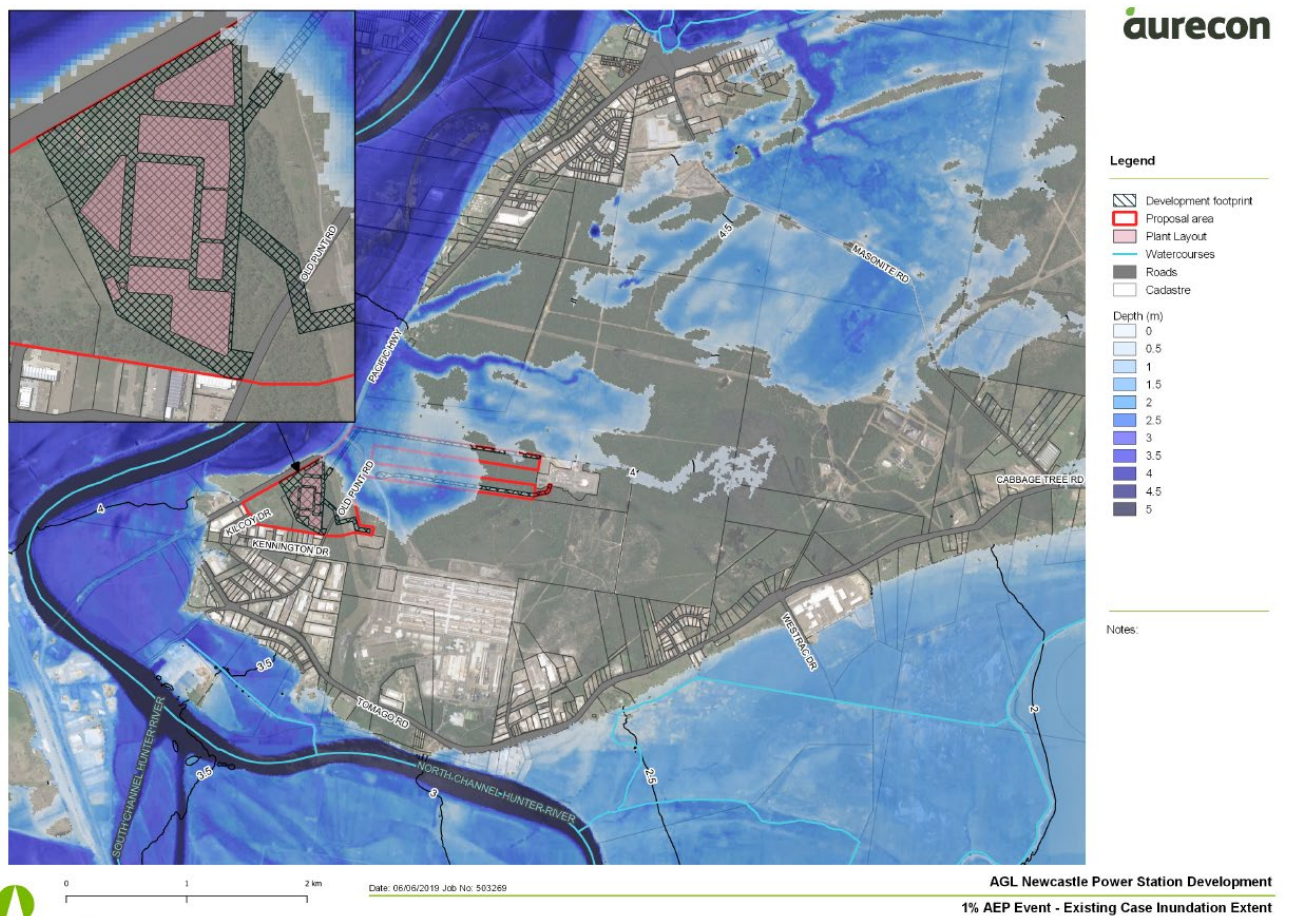 aurecon
Legend
Development footprint
Proposal area
Plant Layout
Watercourses
Roads
Cadastre
Depth (m)
0
0.5
1
1.5
2
2.5
3
3.5
4
4.5
5
Notes:
OLD PUNT RD
PACIFIC HWY
4.5
MASONITE RD
4
OLD PUNT RD
4
CABBAGE TREE RD
KILCOY DR
KENNINGTON DR
WESTRAC DR
3.5
TOMAGO RD
2
SOUTH CHANNEL HUNTER RIVER
3.5
NORTH CHANNEL HUNTER RIVER
3
2.5
0 1 2 km
Date: 06/06/2019 Job No: 503269
AGL Newcastle Power Station Development
1% AEP Event - Existing Case Inundation Extent